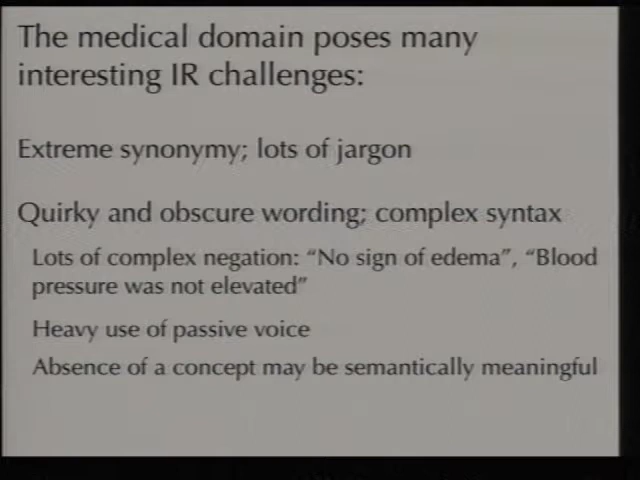 The medical domain poses many
interesting IR challenges:
Extreme synonymy; lots of jargon
Quirky and obscure wording; complex syntax
Lots of complex negation: “No sign of edema”, “Blood
pressure was not elevated”
Heavy use of passive voice
Absence of a concept may be semantically meaningful